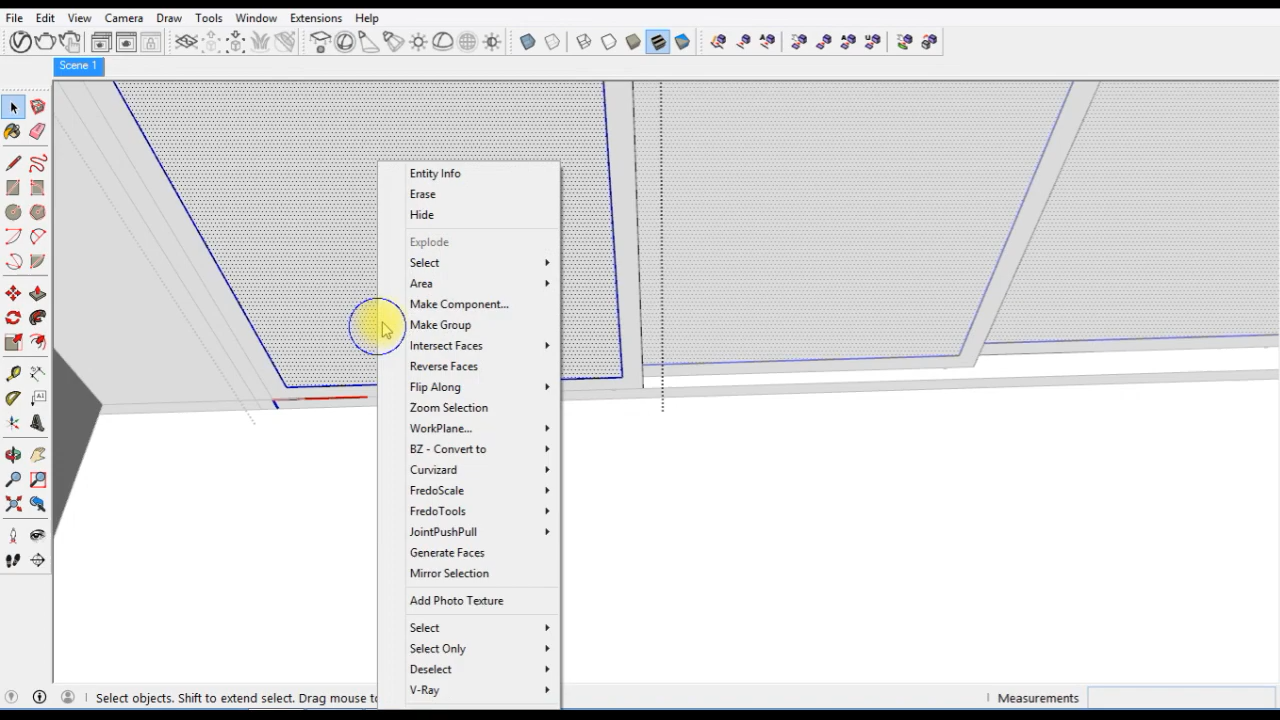 File Edit View Camera Draw Tools Window Extensions Help
Scene 1
Entity Info
Erase
Hide
Explode
Select
Area
Make Component...
Make Group
Intersect Faces
Reverse Faces
Flip Along
Zoom Selection
WorkPlane...
BZ - Convert to
Curvizard
FredoScale
FredoTools
JointPushPull
Generate Faces
Mirror Selection
Add Photo Texture
Select
Select Only
Deselect
V-Ray
Select objects. Shift to extend select. Drag mouse to
Measurements